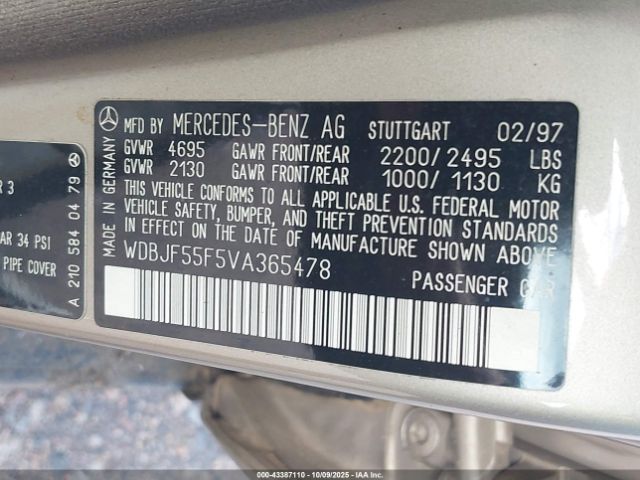 MFD BY MERCEDES-BENZ AG STUTTGART 02/97
GVWR 4695 GAWR FRONT/REAR 2200/2495 LBS
GVWR 2130 GAWR FRONT/REAR 1000/1130 KG
THIS VEHICLE CONFORMS TO ALL APPLICABLE U.S. FEDERAL MOTOR
VEHICLE SAFETY, BUMPER, AND THEFT PREVENTION STANDARDS
IN EFFECT ON THE DATE OF MANUFACTURE SHOWN ABOVE
WDBJF55F5VA365478
PASSENGER CAR
MADE IN GERMANY
A 210 584 04 79
R 3
AR 34 PSI
PIPE COVER
000-43387110 - 10/09/2025 - IAAI.COM